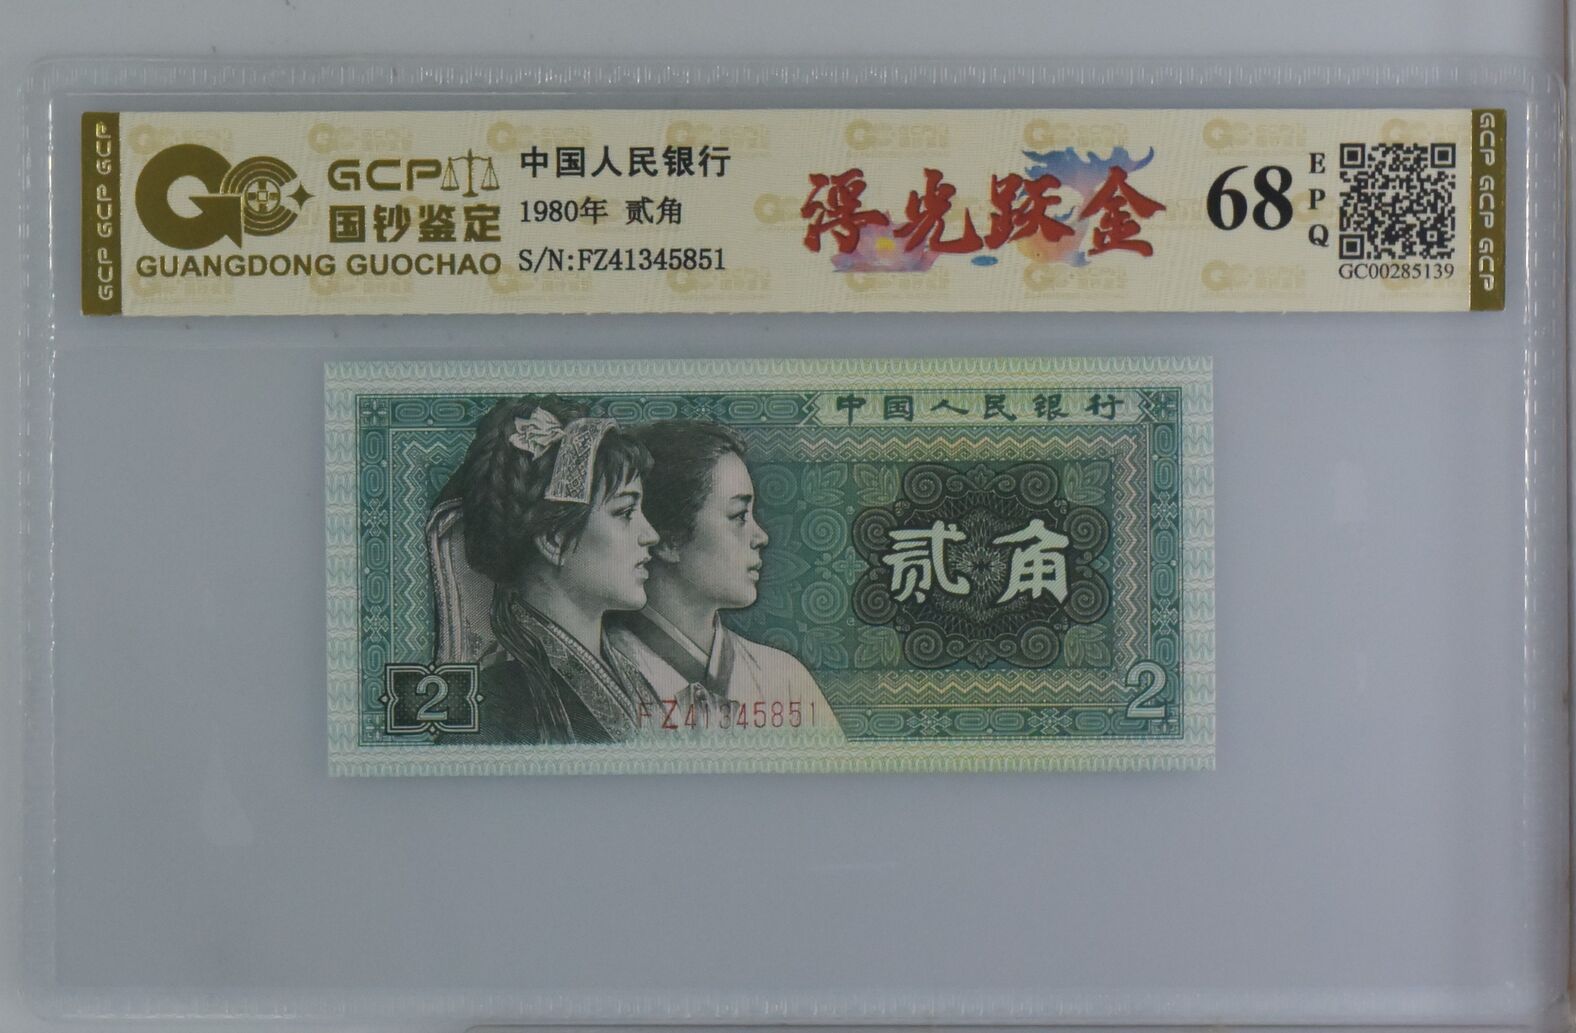 GCP GCP GCP
GCP
国钞鉴定
GUANGDONG GUOCHAO
中国人民银行
1980年 贰角
S/N:FZ41345851
浮光跃金
68
EPQ
GC00285139
GCP GCP GCP
中国人民银行
贰角
2
FZ41345851
2